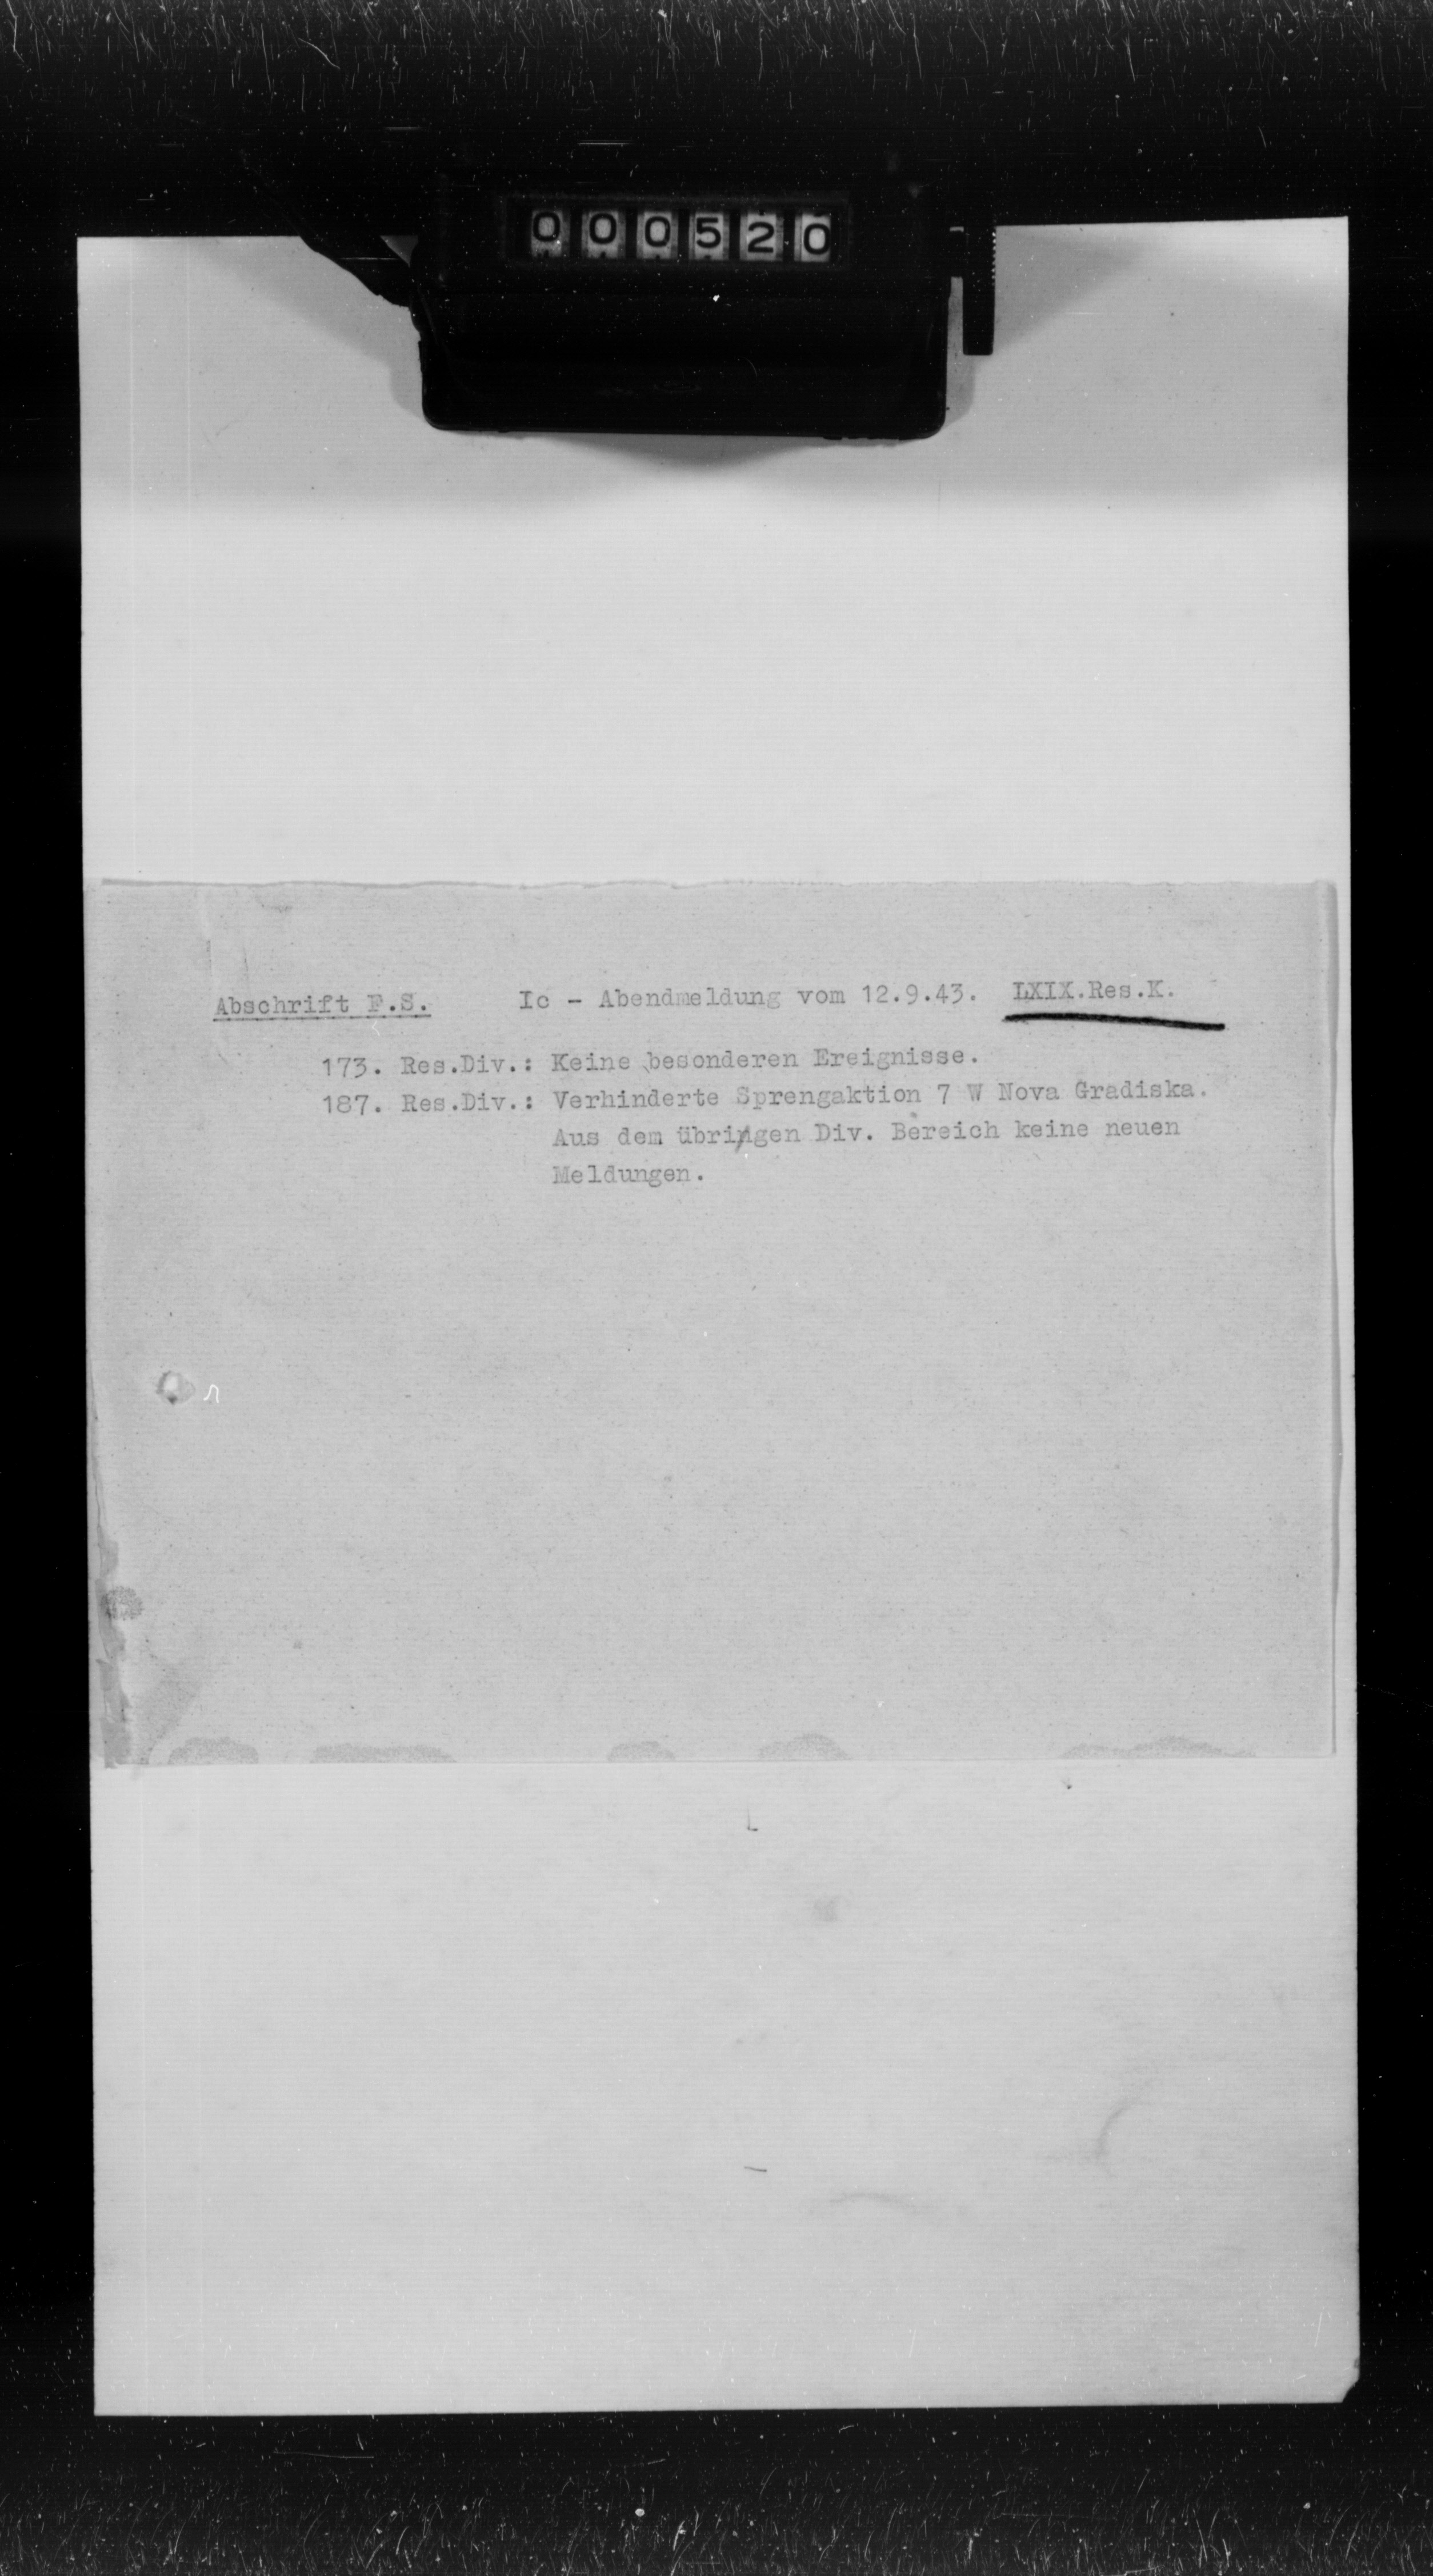 000520
Abschrift F.S. Ic - Abendmeldung vom 12.9.43. LXIX.Res.K.
173. Res.Div.: Keine besonderen Ereignisse.
187. Res.Div.: Verhinderte Sprengaktion 7 W Nova Gradiska.
Aus dem übrigen Div. Bereich keine neuen
Meldungen.